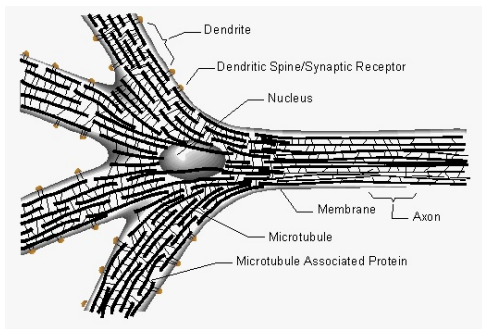 Dendrite
Dendritic Spine/Synaptic Receptor
Nucleus
Membrane
Axon
Microtubule
Microtubule Associated Protein